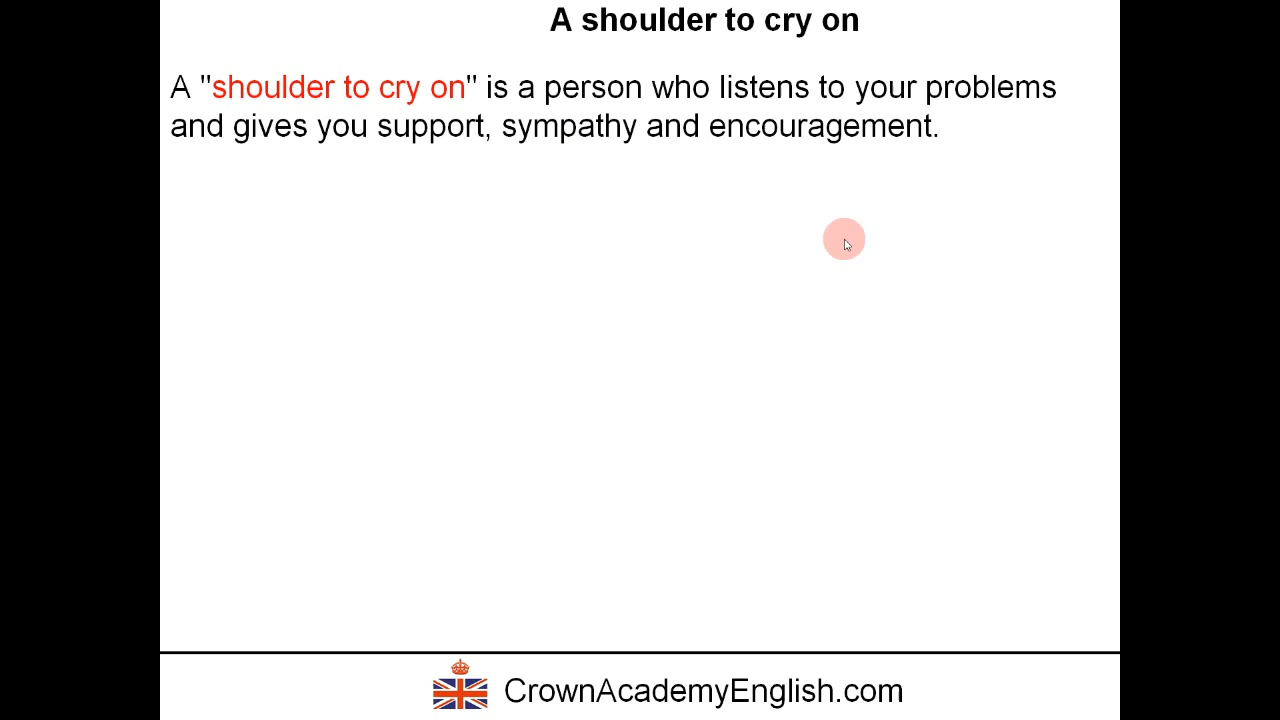 A shoulder to cry on
A "shoulder to cry on" is a person who listens to your problems
and gives you support, sympathy and encouragement.
CrownAcademyEnglish.com